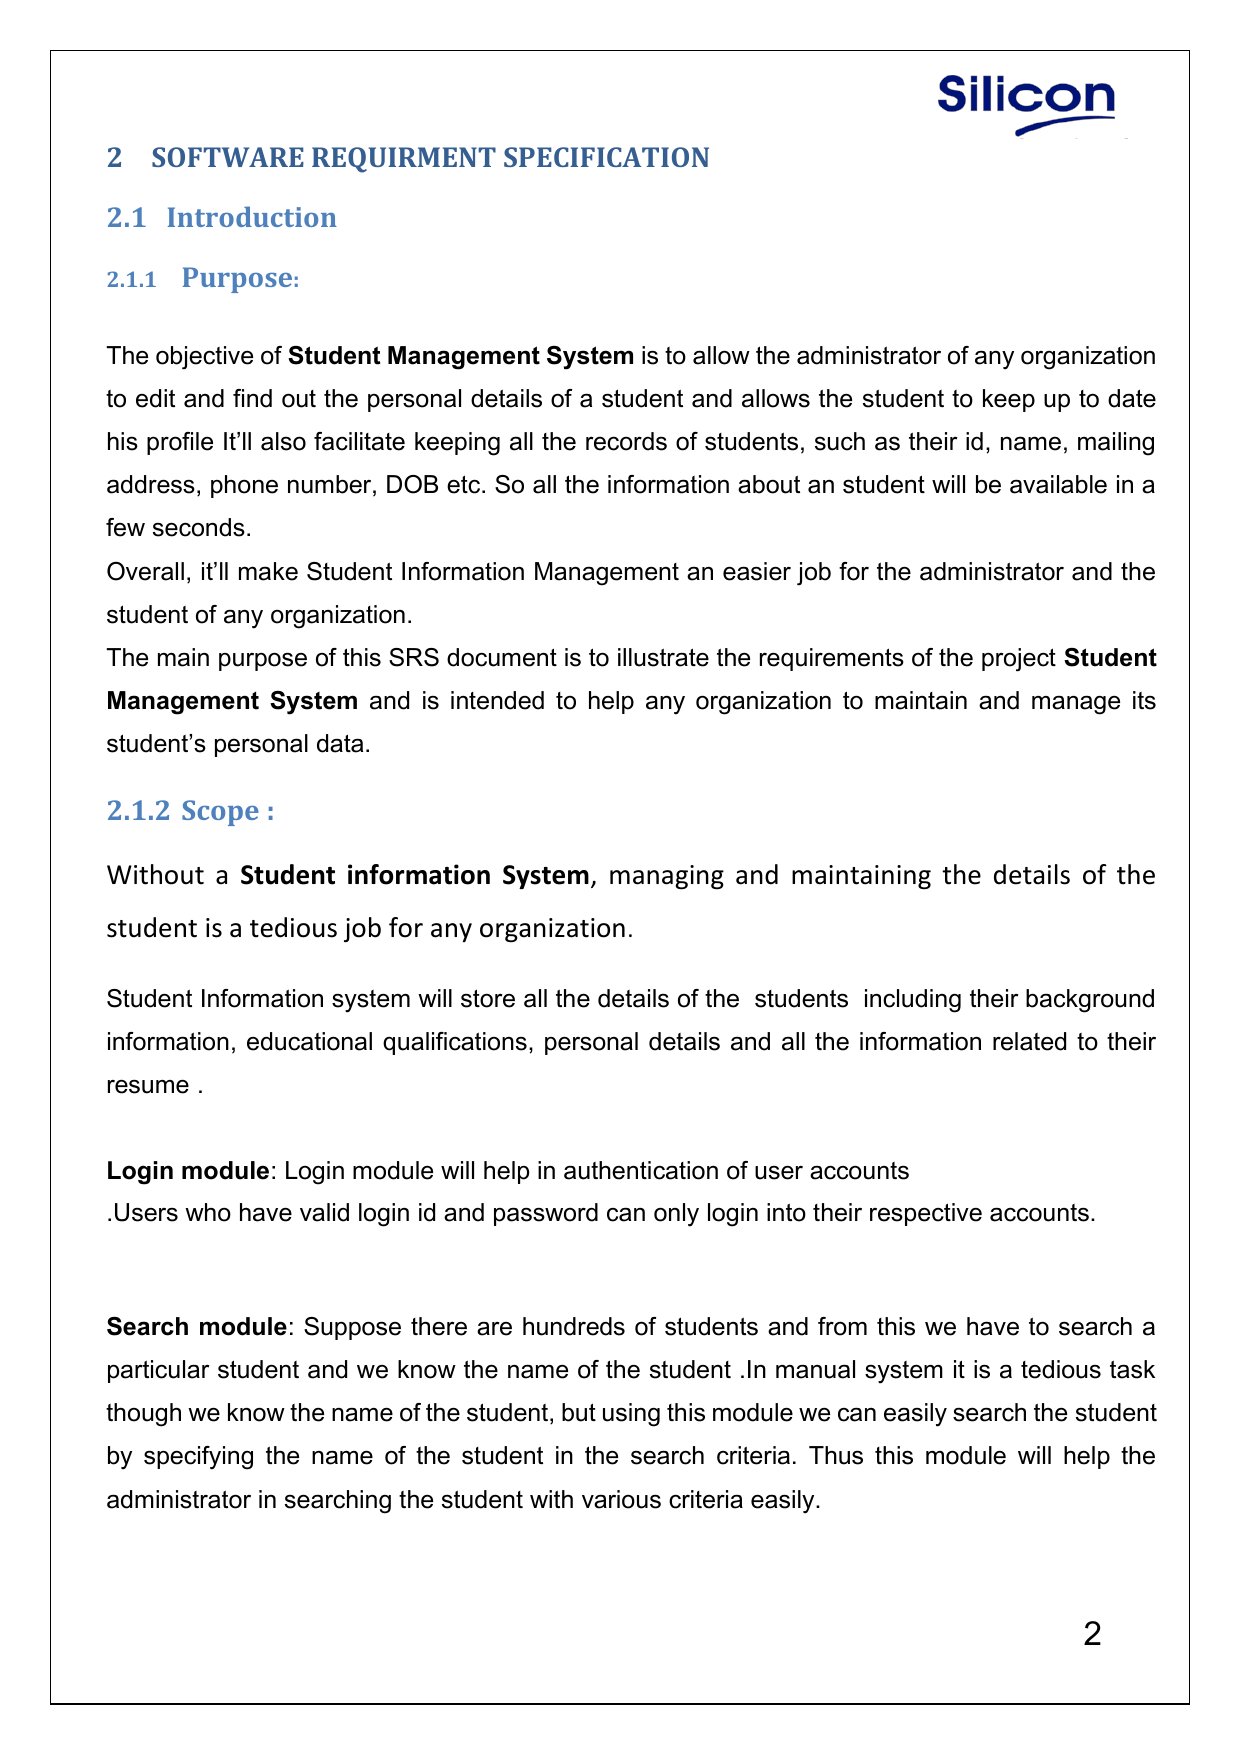 Silicon
2 SOFTWARE REQUIRMENT SPECIFICATION
2.1 Introduction
2.1.1 Purpose:
The objective of Student Management System is to allow the administrator of any organization
to edit and find out the personal details of a student and allows the student to keep up to date
his profile It’ll also facilitate keeping all the records of students, such as their id, name, mailing
address, phone number, DOB etc. So all the information about an student will be available in a
few seconds.
Overall, it’ll make Student Information Management an easier job for the administrator and the
student of any organization.
The main purpose of this SRS document is to illustrate the requirements of the project Student
Management System and is intended to help any organization to maintain and manage its
student’s personal data.
2.1.2 Scope :
Without a Student information System, managing and maintaining the details of the
student is a tedious job for any organization.
Student Information system will store all the details of the students including their background
information, educational qualifications, personal details and all the information related to their
resume .
Login module: Login module will help in authentication of user accounts
.Users who have valid login id and password can only login into their respective accounts.
Search module: Suppose there are hundreds of students and from this we have to search a
particular student and we know the name of the student .In manual system it is a tedious task
though we know the name of the student, but using this module we can easily search the student
by specifying the name of the student in the search criteria. Thus this module will help the
administrator in searching the student with various criteria easily.
2